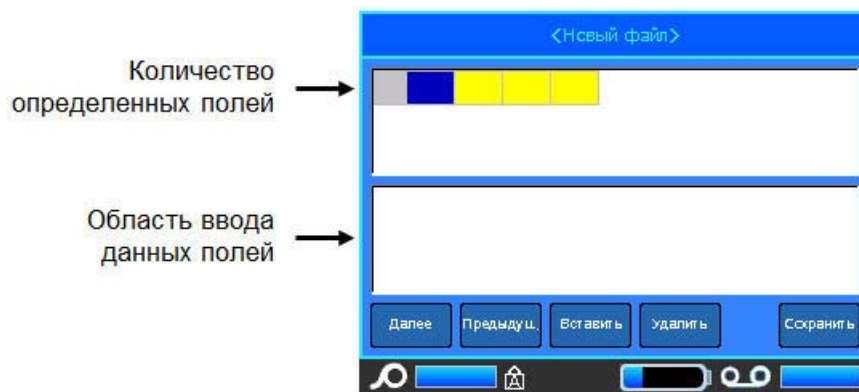 <Новый файл>
Количество
определенных полей
Область ввода
данных полей
Далее Предыдущ. Вставить Удалить Сохранить